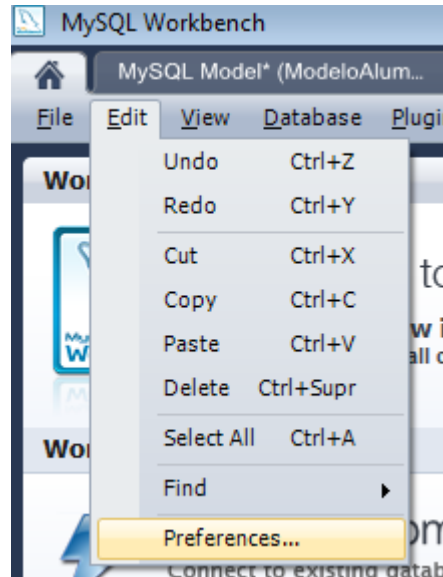 MySQL Workbench
MySQL Model* (ModeloAlum...
File Edit View Database Plugi
Undo Ctrl+Z
Redo Ctrl+Y
Cut Ctrl+X
Copy Ctrl+C
Paste Ctrl+V
Delete Ctrl+Supr
Select All Ctrl+A
Find
Preferences...
Connect to existing datab